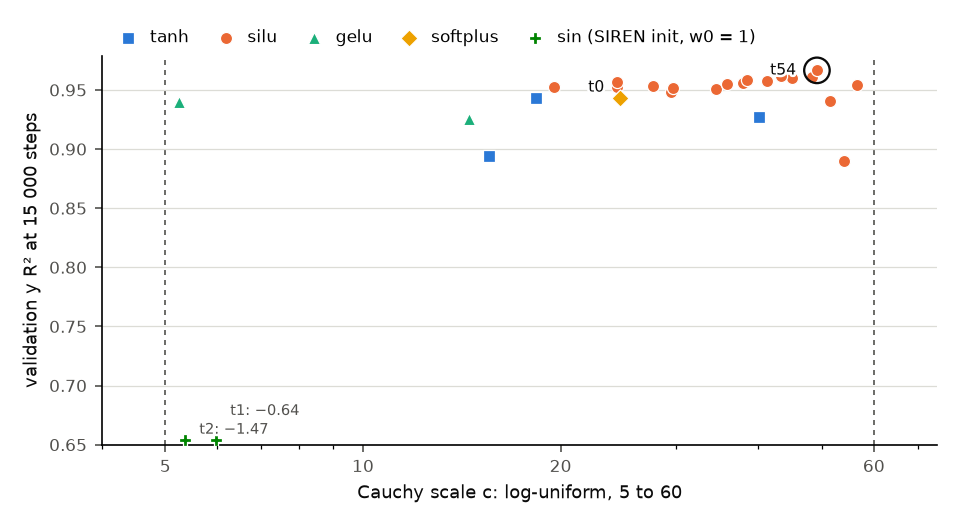 tanh silu gelu softplus sin (SIREN init, w0 = 1)
validation y R² at 15 000 steps
0.95
0.90
0.85
0.80
0.75
0.70
0.65
t54
t0
t1: −0.64
t2: −1.47
5 10 20 60
Cauchy scale c: log-uniform, 5 to 60